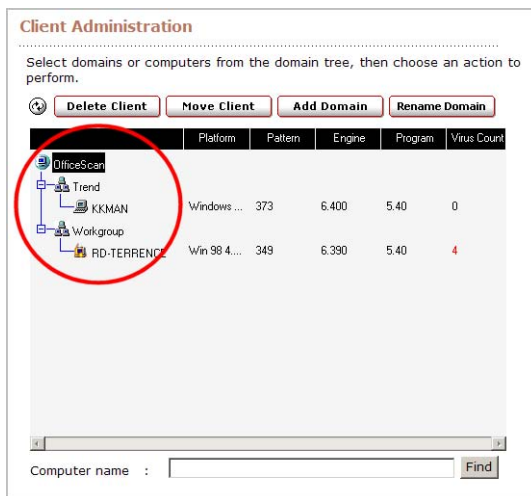 Client Administration
Select domains or computers from the domain tree, then choose an action to
perform.
Delete Client Move Client Add Domain Rename Domain
Platform Pattern Engine Program Virus Count
OfficeScan
Trend
KKMAN Windows ... 373 6.400 5.40 0
Workgroup
RD-TERRENCE Win 98 4.... 349 6.390 5.40 4
Computer name : Find